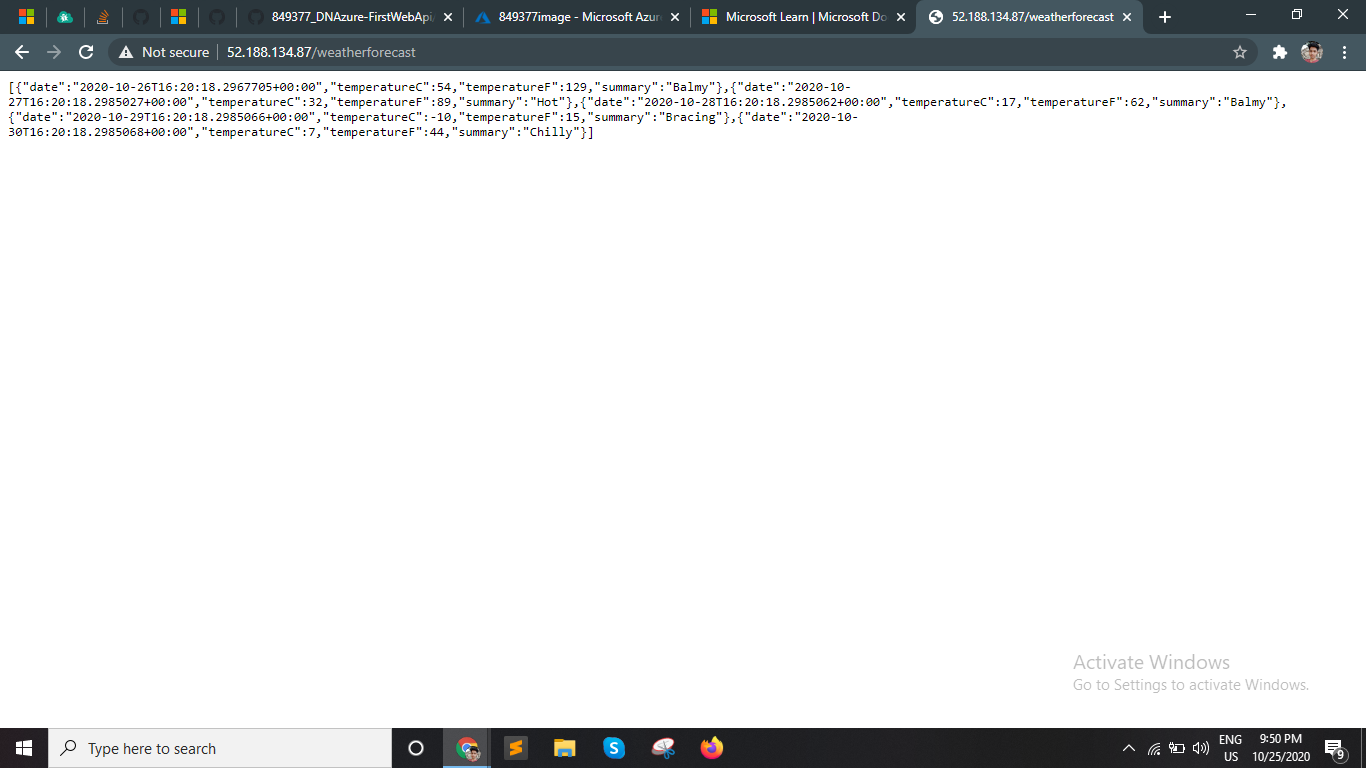 849377_DNAzure-FirstWebApi
849377image - Microsoft Azur
Microsoft Learn | Microsoft Do
52.188.134.87/weatherforecast
Not secure
52.188.134.87/weatherforecast
[{"date":"2020-10-26T16:20:18.2967705+00:00","temperatureC":54,"temperatureF":129,"summary":"Balmy"},{"date":"2020-10-
27T16:20:18.2985027+00:00","temperatureC":32,"temperatureF":89,"summary":"Hot"},{"date":"2020-10-28T16:20:18.2985062+00:00","temperatureC":17,"temperatureF":62,"summary":"Balmy"},
{"date":"2020-10-29T16:20:18.2985066+00:00","temperatureC":-10,"temperatureF":15,"summary":"Bracing"},{"date":"2020-10-
30T16:20:18.2985068+00:00","temperatureC":7,"temperatureF":44,"summary":"Chilly"}]
Activate Windows
Go to Settings to activate Windows.
Type here to search
S
S
ENG
US
9:50 PM
10/25/2020
9